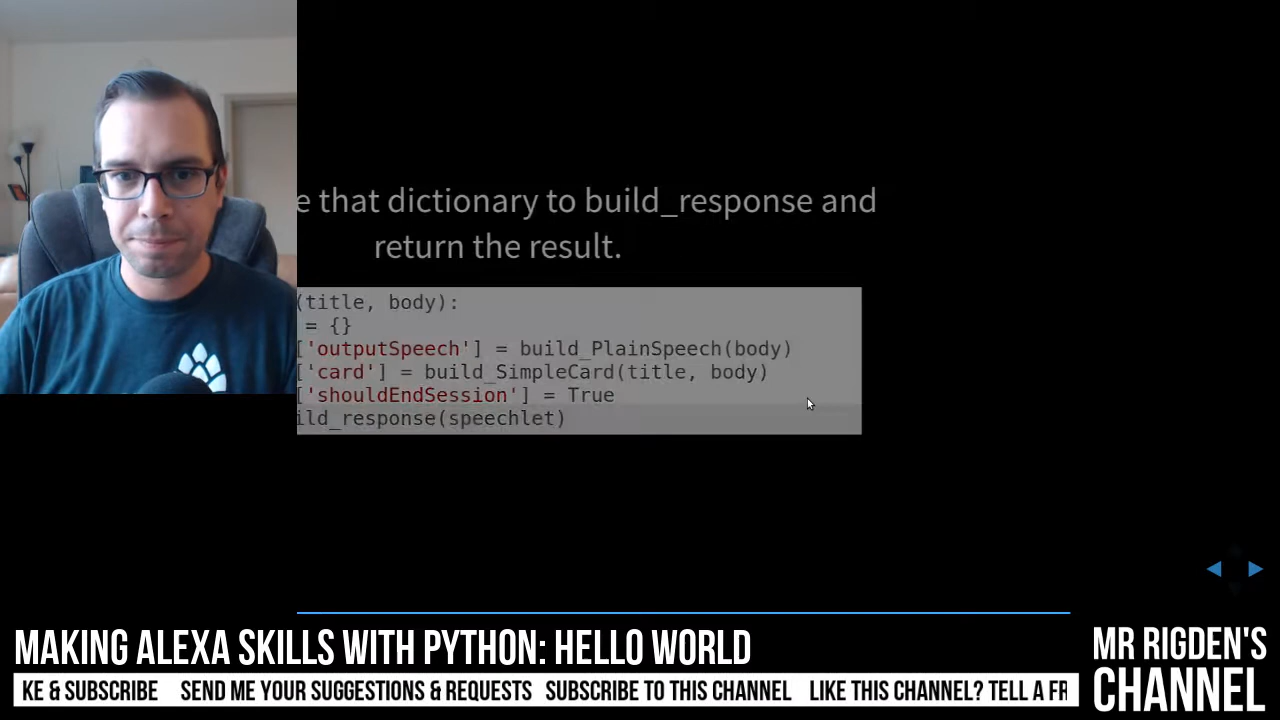 e that dictionary to build_response and
return the result.
(title, body):
= {}
['outputSpeech'] = build_PlainSpeech(body)
['card'] = build_SimpleCard(title, body)
['shouldEndSession'] = True
ild_response(speechlet)
MAKING ALEXA SKILLS WITH PYTHON: HELLO WORLD
KE & SUBSCRIBE SEND ME YOUR SUGGESTIONS & REQUESTS SUBSCRIBE TO THIS CHANNEL LIKE THIS CHANNEL? TELL A FR
MR RIGDEN'S
CHANNEL